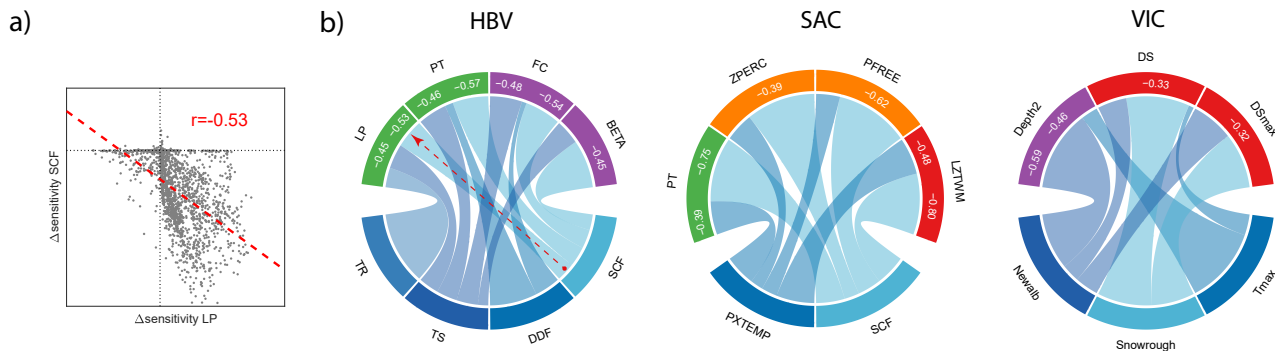 a)
r=-0.53
Δsensitivity SCF
Δsensitivity LP
b)
HBV
LP
PT
FC
BETA
−0.45
−0.53
−0.46
−0.57
−0.48
−0.54
−0.45
TR
TS
DDF
SCF
SAC
PT
ZPERC
PFREE
LZTWM
−0.39
−0.75
−0.39
−0.62
−0.48
−0.80
PXTEMP
SCF
VIC
Depth2
DS
DSmax
−0.59
−0.46
−0.33
−0.32
Newalb
Snowrough
Tmax